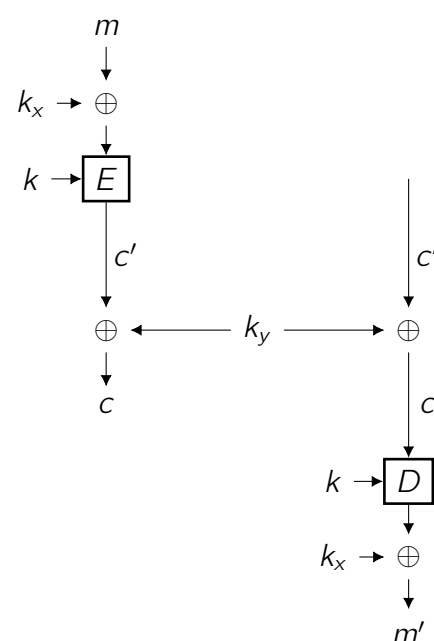 m
k_x ⊕
k E
c′ c′
⊕ k_y ⊕
c c
k D
k_x ⊕
m′